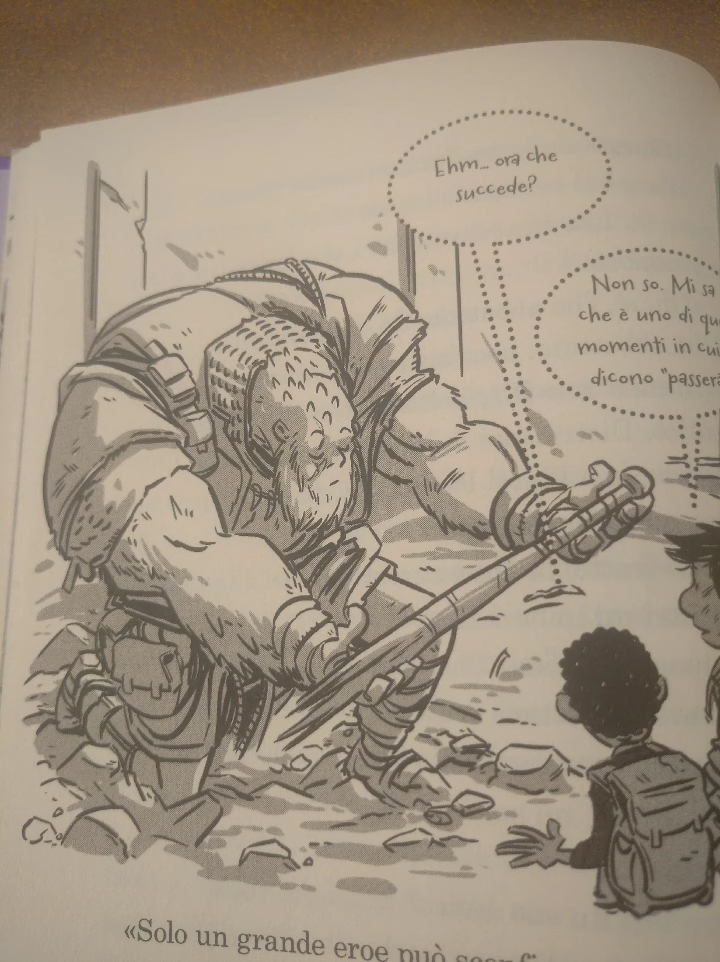 Ehm... ora che
succede?
Non so. Mi sa
che è uno di
momenti in cui
dicono "passerà
«Solo un grande eroe può